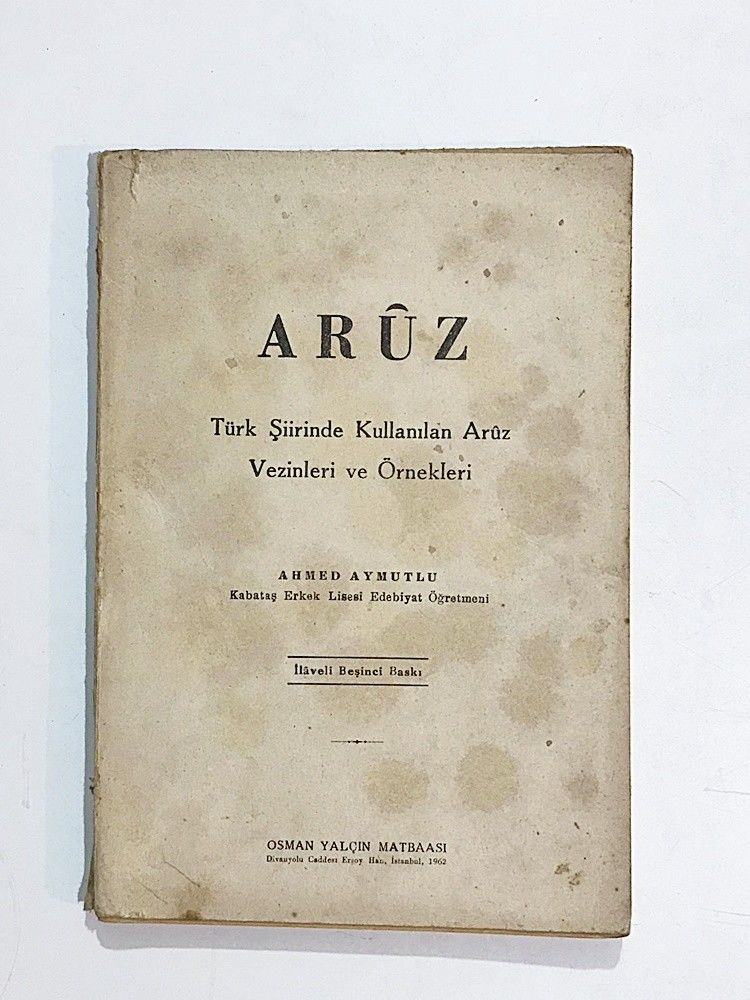 ARÛZ
Türk Şiirinde Kullanılan Arûz
Vezinleri ve Örnekleri
AHMED AYMUTLU
Kabataş Erkek Lisesi Edebiyat Öğretmeni
İlâveli Beşinci Baskı
OSMAN YALÇIN MATBAASI
Divanyolu Caddesi Ersoy Han, İstanbul, 1962